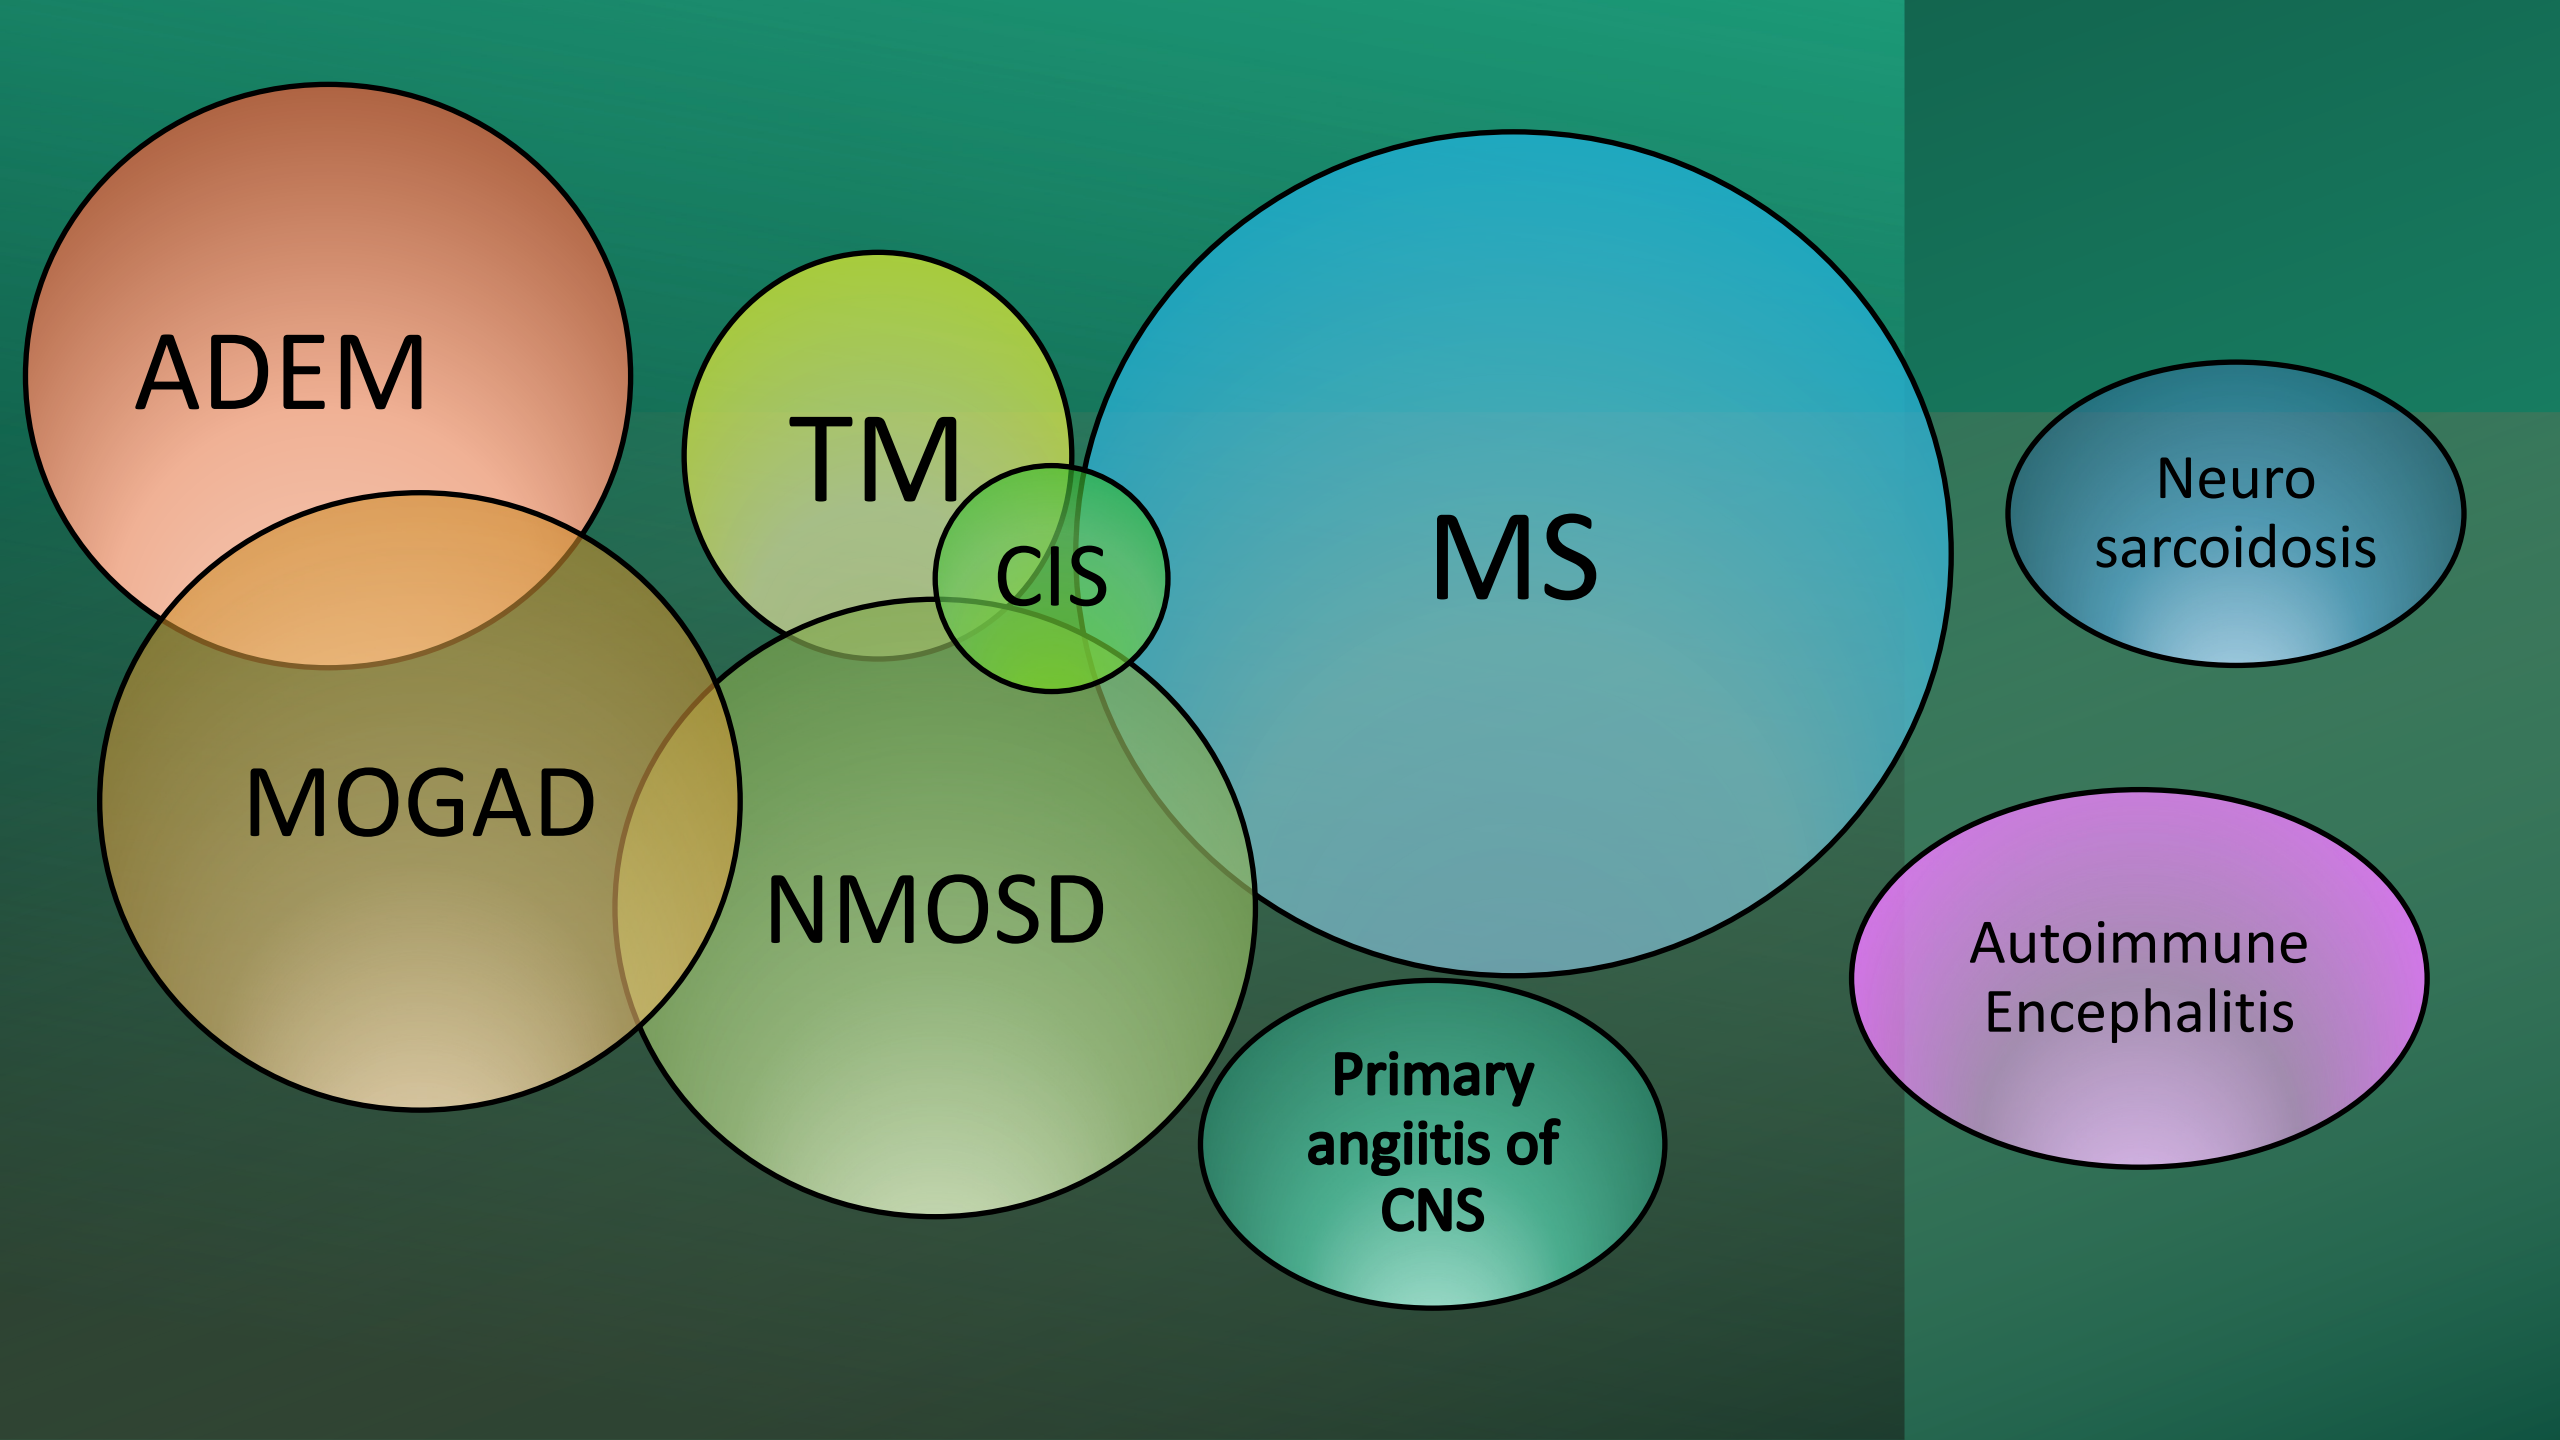 ADEM
TM
CIS
MS
Neuro
sarcoidosis
MOGAD
NMOSD
Autoimmune
Encephalitis
Primary
angiitis of
CNS